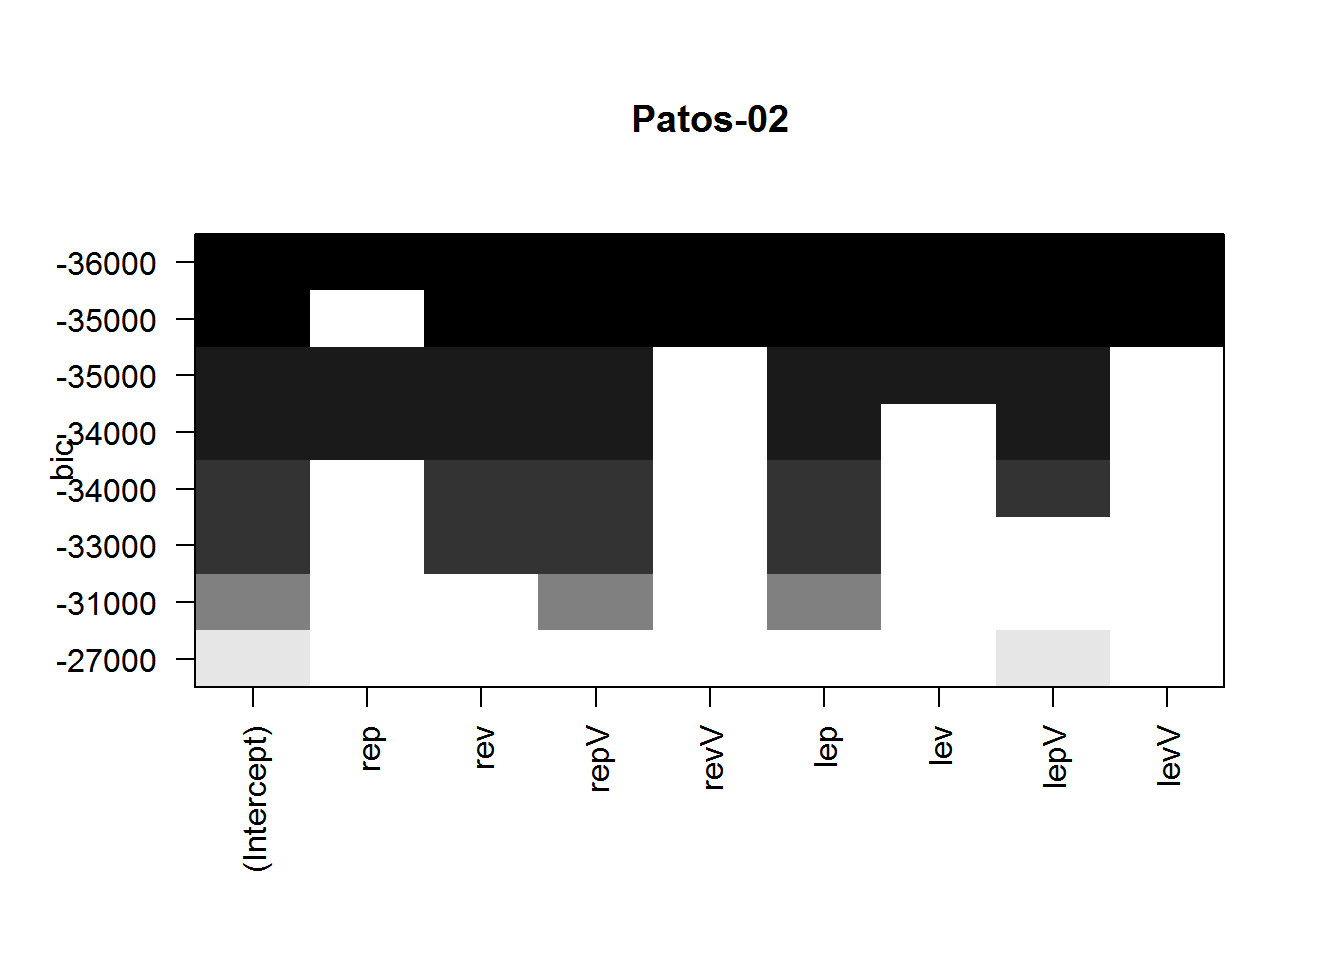 Patos-02
bic
-36000
-35000
-35000
-34000
-34000
-33000
-31000
-27000
(Intercept)
rep
rev
repV
revV
lep
lev
lepV
levV